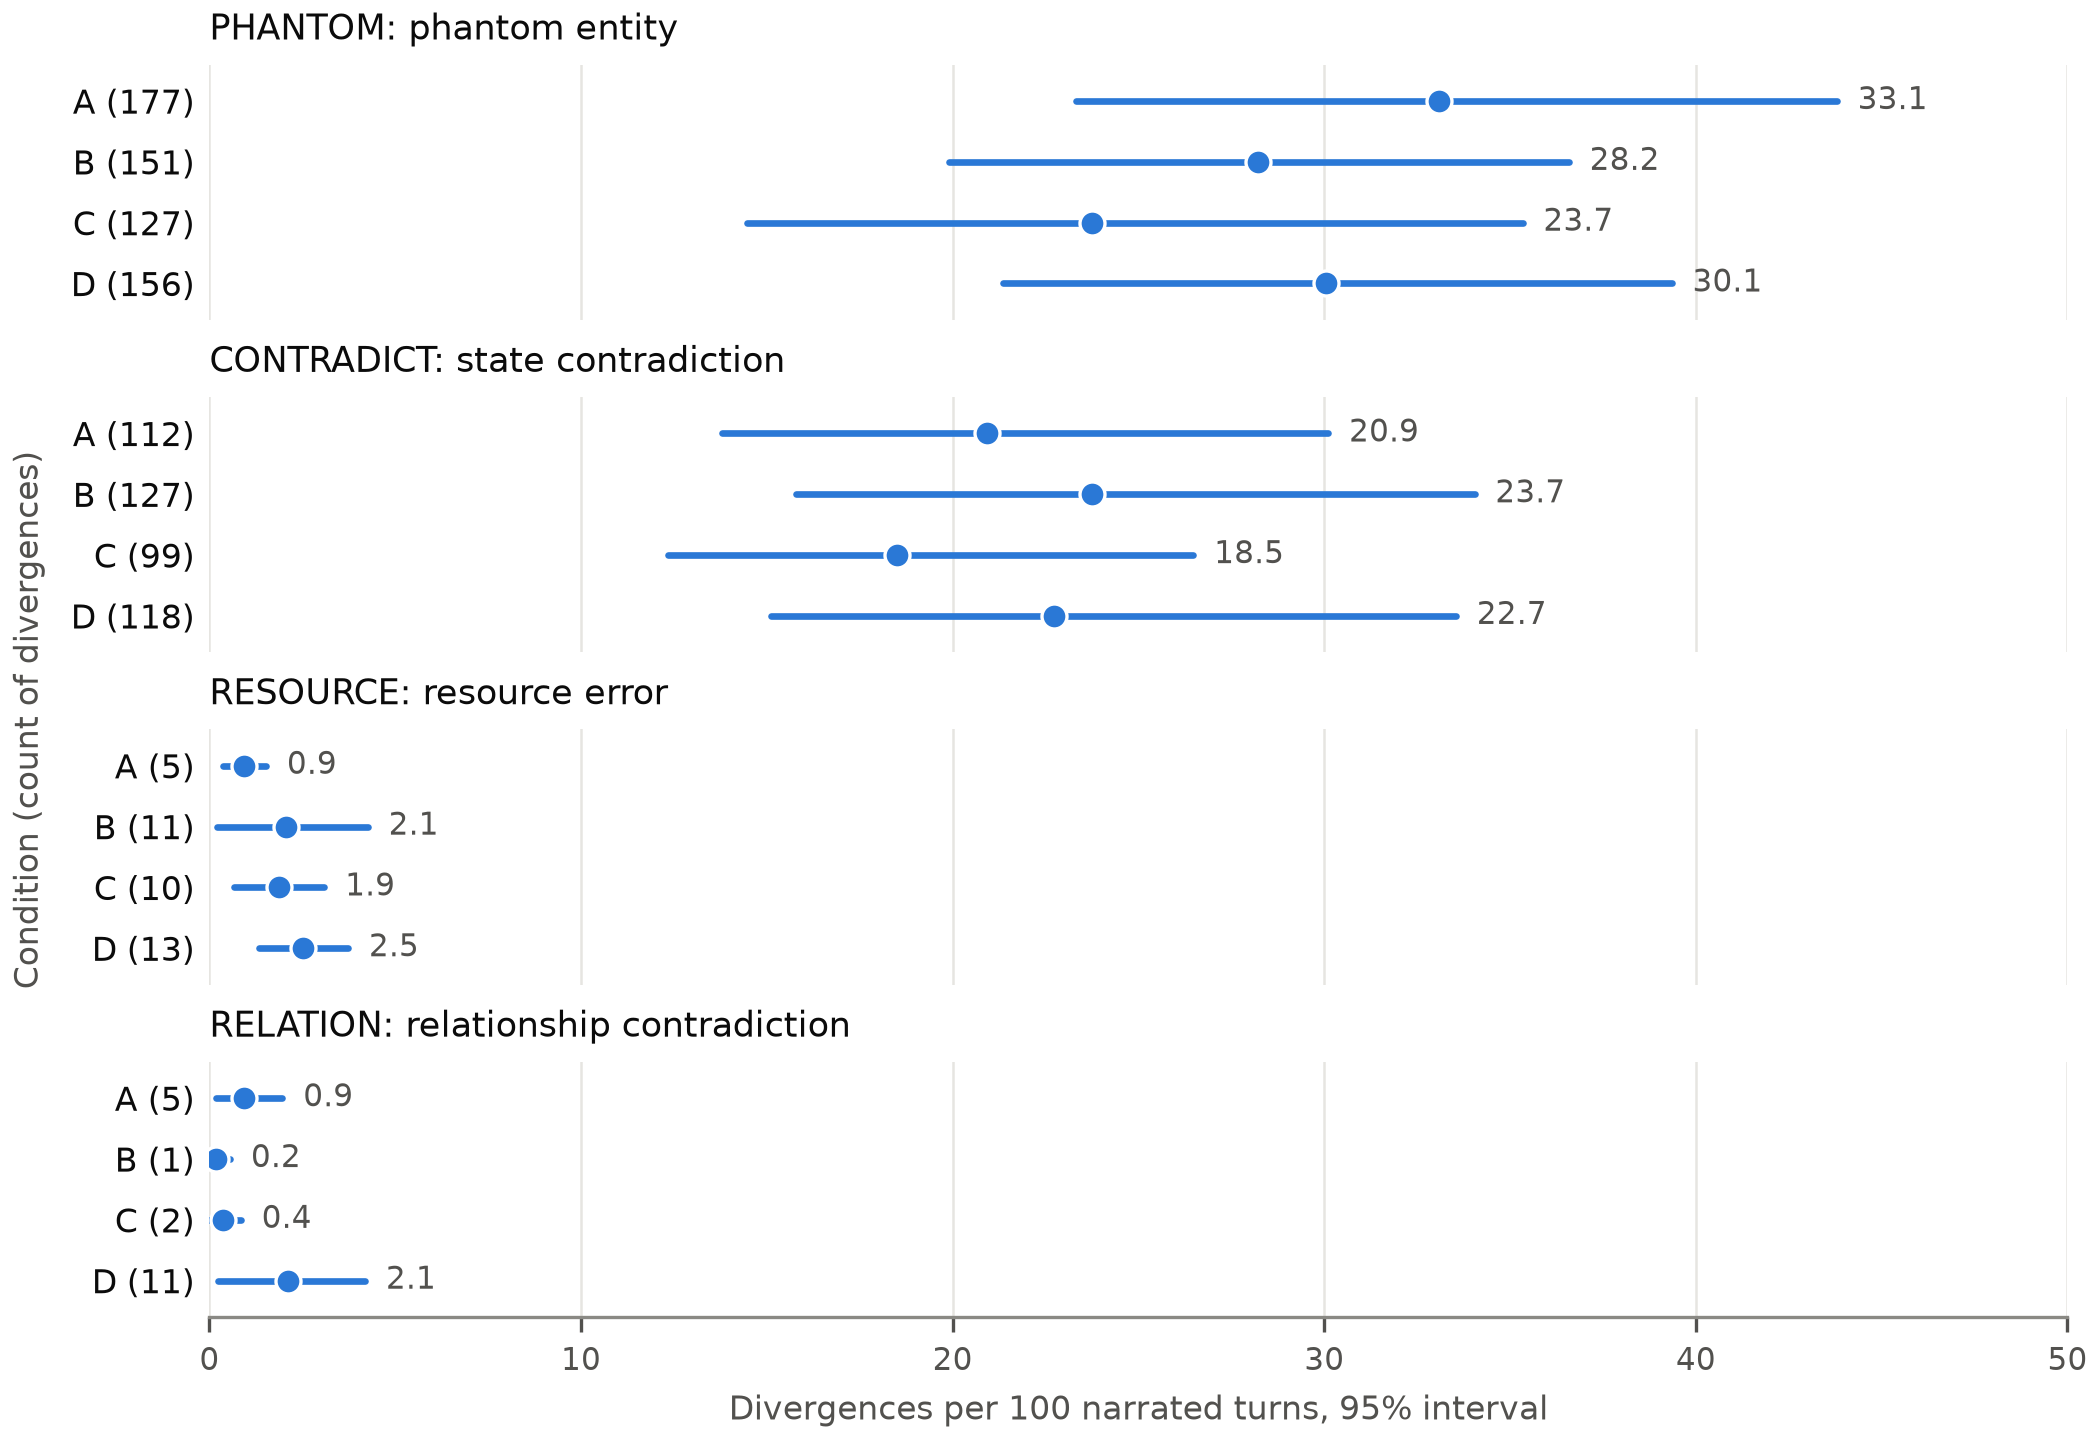 PHANTOM: phantom entity
A (177)
33.1
B (151)
28.2
C (127)
23.7
D (156)
30.1
CONTRADICT: state contradiction
A (112)
20.9
B (127)
23.7
C (99)
18.5
D (118)
22.7
RESOURCE: resource error
A (5)
0.9
B (11)
2.1
C (10)
1.9
D (13)
2.5
RELATION: relationship contradiction
A (5)
0.9
B (1)
0.2
C (2)
0.4
D (11)
2.1
Condition (count of divergences)
0 10 20 30 40 50
Divergences per 100 narrated turns, 95% interval